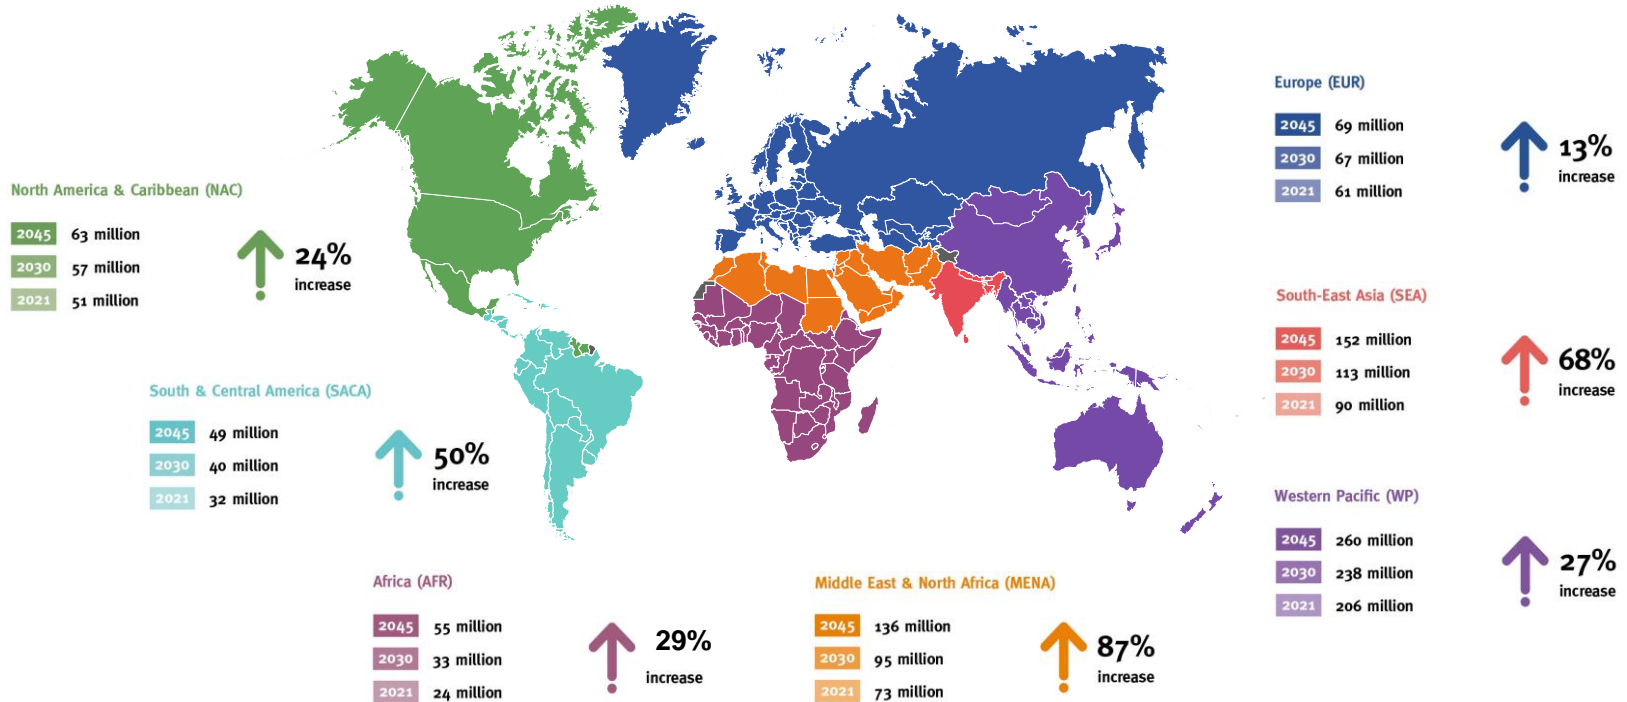 North America & Caribbean (NAC)
2045 63 million
2030 57 million
2021 51 million
24%
increase
South & Central America (SACA)
2045 49 million
2030 40 million
2021 32 million
50%
increase
Africa (AFR)
2045 55 million
2030 33 million
2021 24 million
29%
increase
Middle East & North Africa (MENA)
2045 136 million
2030 95 million
2021 73 million
87%
increase
Europe (EUR)
2045 69 million
2030 67 million
2021 61 million
13%
increase
South-East Asia (SEA)
2045 152 million
2030 113 million
2021 90 million
68%
increase
Western Pacific (WP)
2045 260 million
2030 238 million
2021 206 million
27%
increase